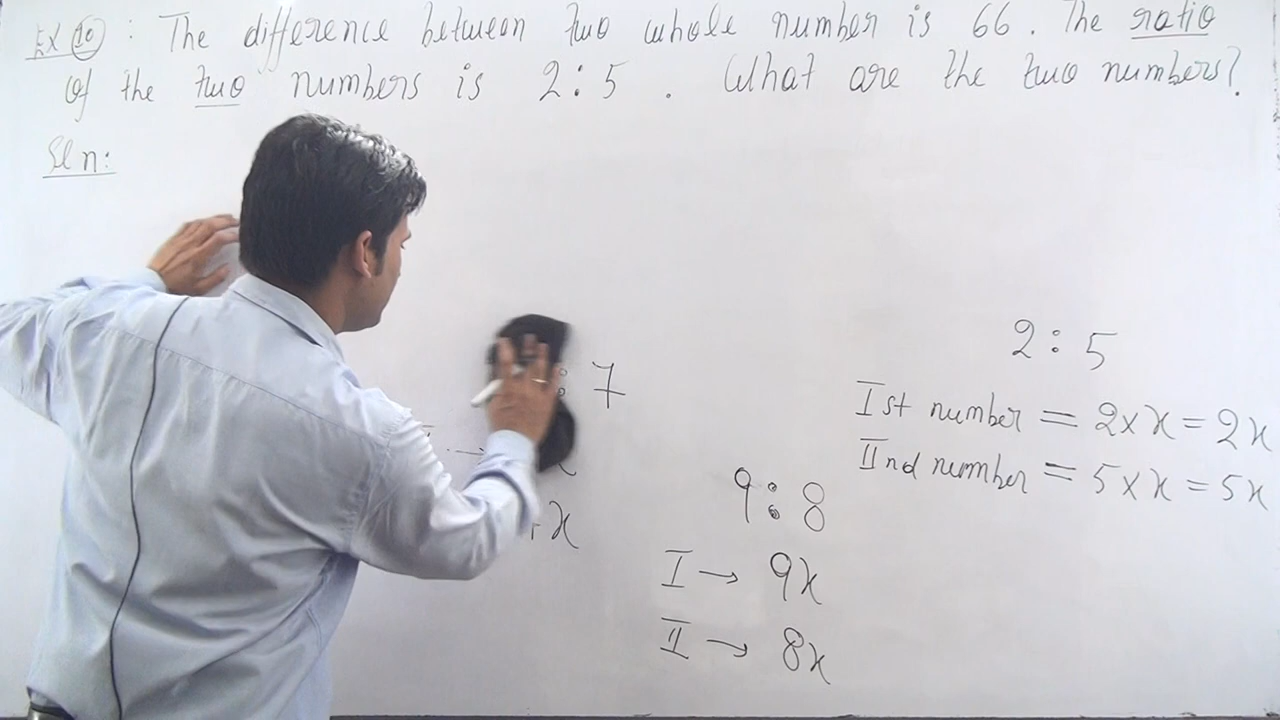 Ex 10 : The difference between two whole number is 66 . The ratio
of the two numbers is 2:5 . What are the two numbers?
Sln:
2:5
Ist number = 2×x = 2x
IInd number = 5×x = 5x
: 7
x
9:8
I → 9x
II → 8x